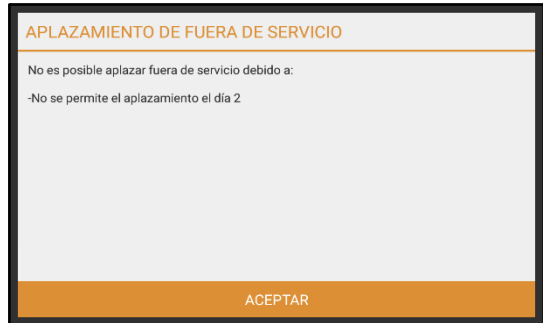 APLAZAMIENTO DE FUERA DE SERVICIO
No es posible aplazar fuera de servicio debido a:
-No se permite el aplazamiento el día 2
ACEPTAR